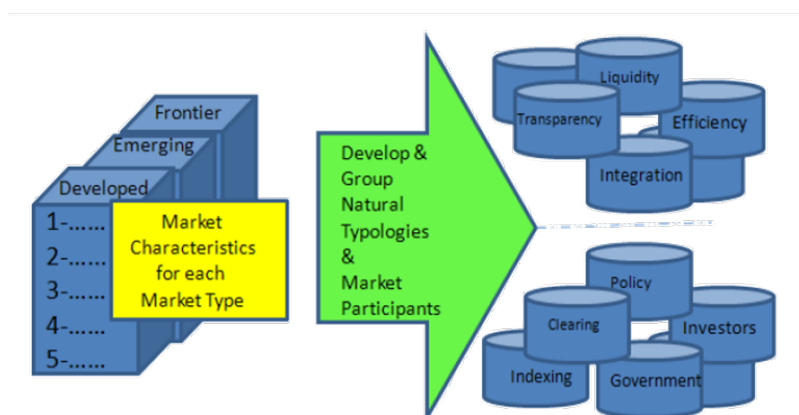 Frontier
Emerging
Developed
1-......
2-......
3-......
4-......
5-......
Market
Characteristics
for each
Market Type
Develop &
Group
Natural
Typologies
&
Market
Participants
Liquidity
Transparency
Efficiency
Integration
Policy
Clearing
Investors
Indexing
Government